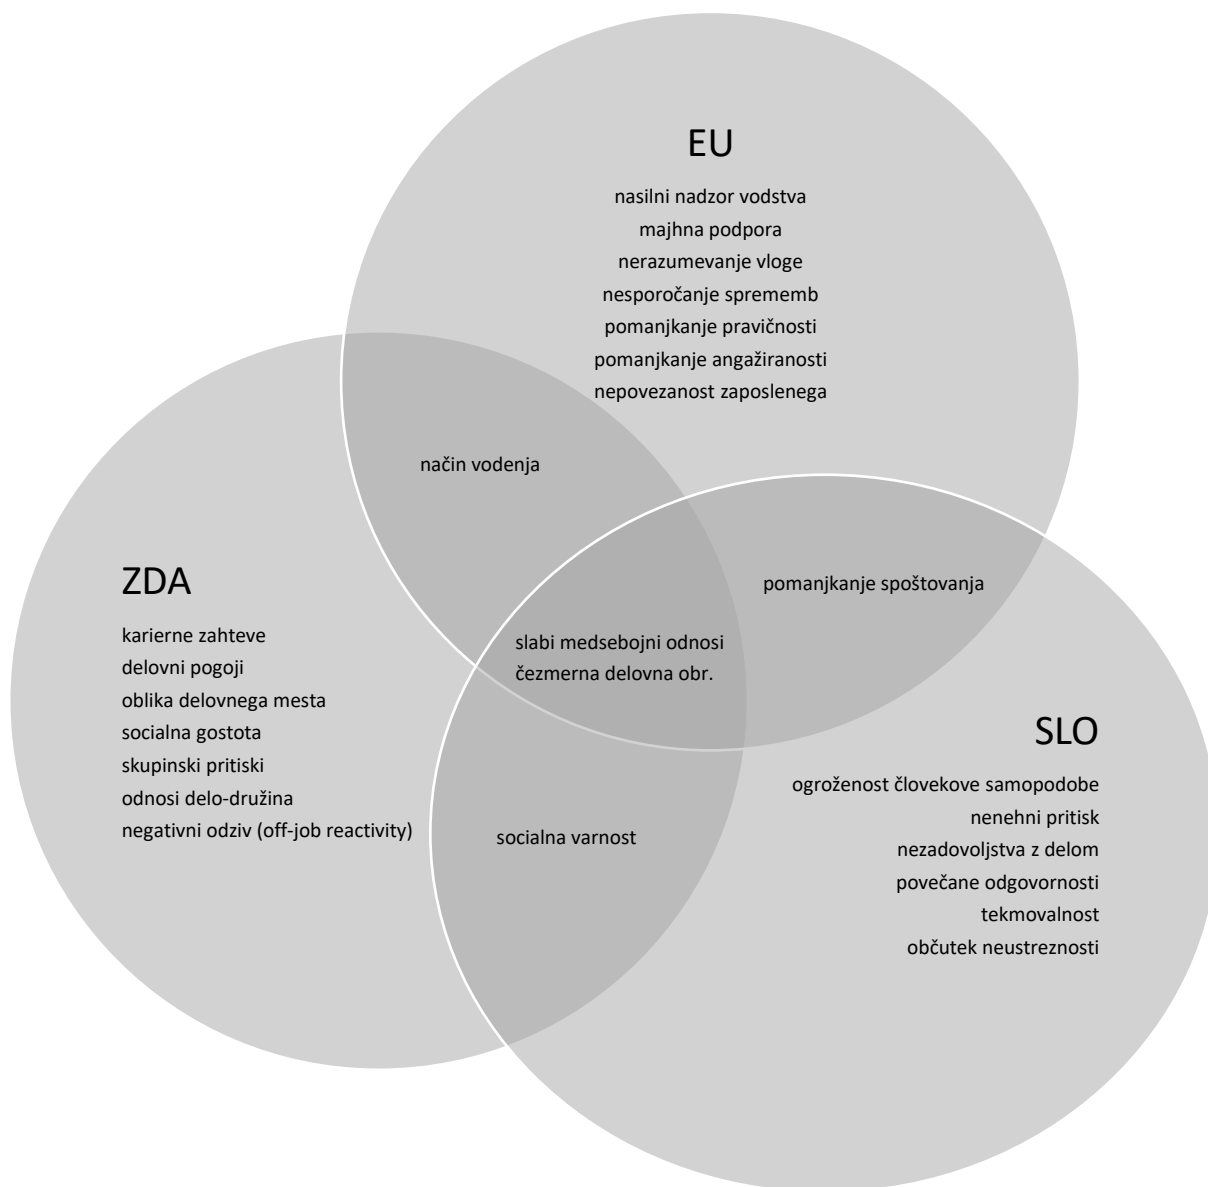 EU
nasilni nadzor vodstva
majhna podpora
nerazumevanje vloge
nesporočanje sprememb
pomanjkanje pravičnosti
pomanjkanje angažiranosti
nepovezanost zaposlenega
način vodenja
pomanjkanje spoštovanja
slabi medsebojni odnosi
čezmerna delovna obr.
ZDA
karierne zahteve
delovni pogoji
oblika delovnega mesta
socialna gostota
skupinski pritiski
odnosi delo-družina
negativni odziv (off-job reactivity)
socialna varnost
SLO
ogroženost človekove samopodobe
nenehni pritisk
nezadovoljstva z delom
povečane odgovornosti
tekmovalnost
občutek neustreznosti